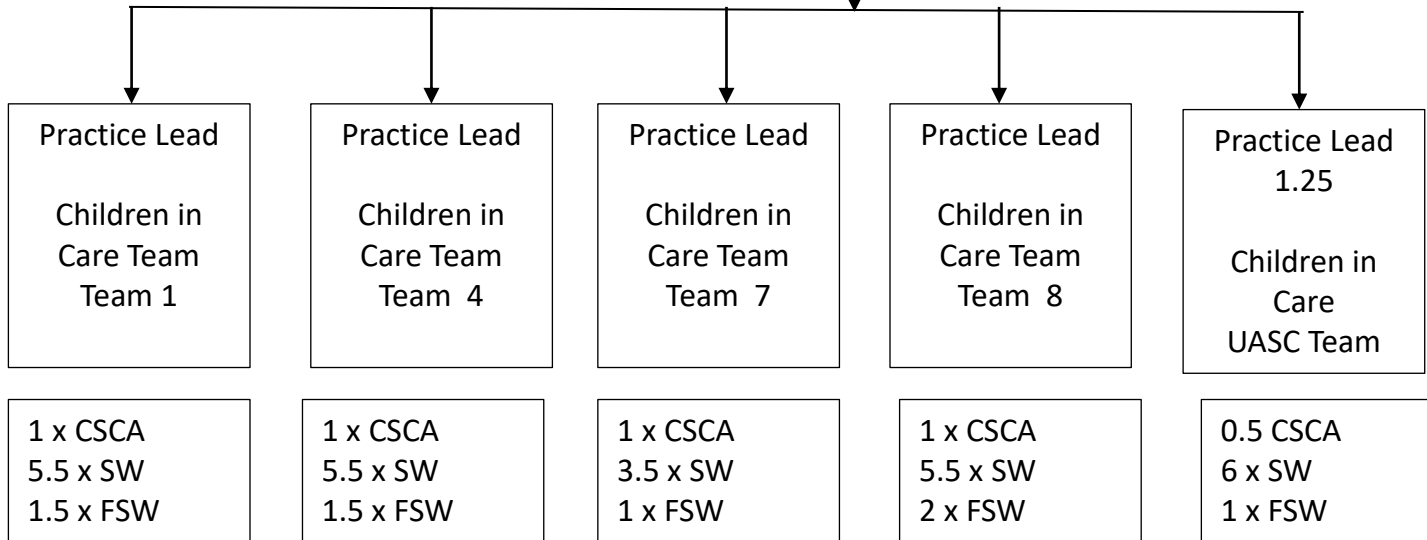 Practice Lead
Children in
Care Team
Team 1
Practice Lead
Children in
Care Team
Team 4
Practice Lead
Children in
Care Team
Team 7
Practice Lead
Children in
Care Team
Team 8
Practice Lead
1.25
Children in
Care
UASC Team
1 x CSCA
5.5 x SW
1.5 x FSW
1 x CSCA
5.5 x SW
1.5 x FSW
1 x CSCA
3.5 x SW
1 x FSW
1 x CSCA
5.5 x SW
2 x FSW
0.5 CSCA
6 x SW
1 x FSW